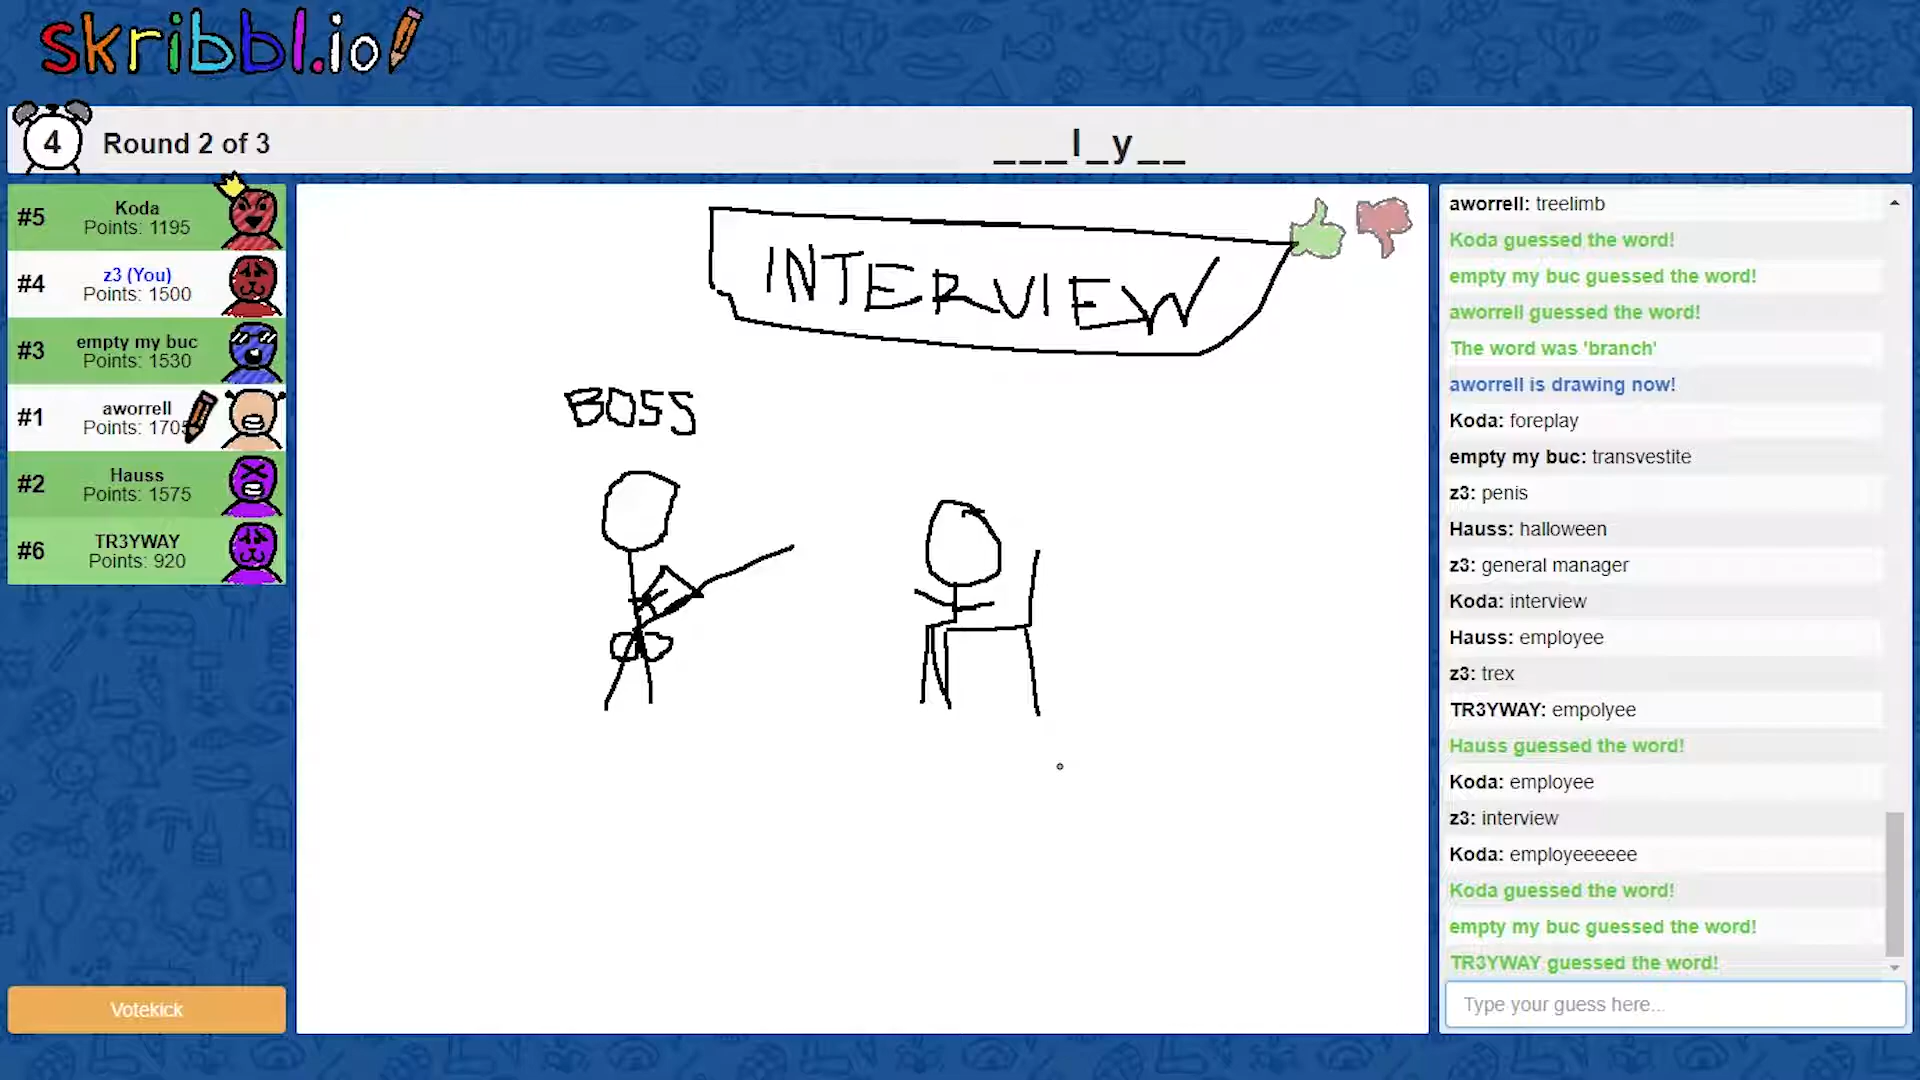 skribbl.io
4 Round 2 of 3 ___l_y__
#5 Koda
Points: 1195
#4 z3 (You)
Points: 1500
#3 empty my buc
Points: 1530
#1 aworrell
Points: 1705
#2 Hauss
Points: 1575
#6 TR3YWAY
Points: 920
Votekick
INTERVIEW
BOSS
aworrell: treelimb
Koda guessed the word!
empty my buc guessed the word!
aworrell guessed the word!
The word was 'branch'
aworrell is drawing now!
Koda: foreplay
empty my buc: transvestite
z3: penis
Hauss: halloween
z3: general manager
Koda: interview
Hauss: employee
z3: trex
TR3YWAY: empolyee
Hauss guessed the word!
Koda: employee
z3: interview
Koda: employeeeeee
Koda guessed the word!
empty my buc guessed the word!
TR3YWAY guessed the word!
Type your guess here...